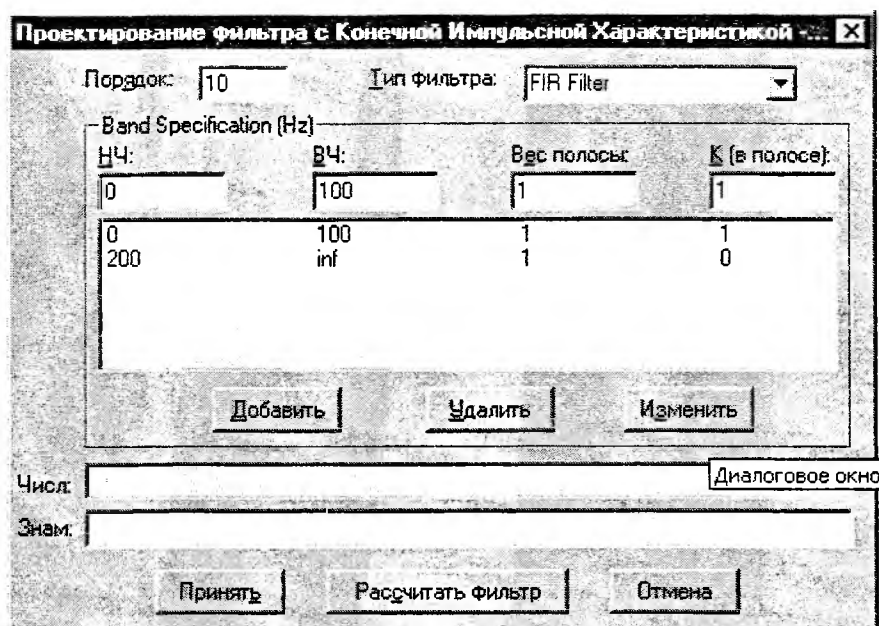 Проектирование Фильтра с Конечной Импульсной Характеристикой -...
Порядок: 10 Тип фильтра: FIR Filter
Band Specification (Hz)
НЧ: ВЧ: Вес полосы: К (в полосе):
0 100 1 1
0 100 1 1
200 inf 1 0
Добавить Удалить Изменить
Числ:
Диалоговое окно
Знам:
Принять Рассчитать фильтр Отмена